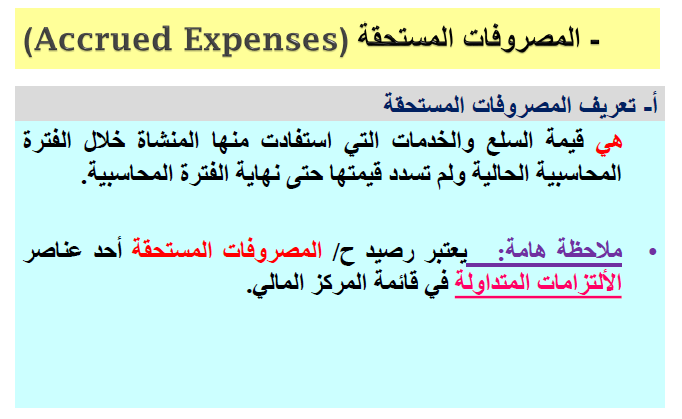 - المصروفات المستحقة (Accrued Expenses)
أ- تعريف المصروفات المستحقة
هي قيمة السلع والخدمات التي استفادت منها المنشاة خلال الفترة
المحاسبية الحالية ولم تسدد قيمتها حتى نهاية الفترة المحاسبية.
• ملاحظة هامة: يعتبر رصيد ح/ المصروفات المستحقة أحد عناصر
الألتزامات المتداولة في قائمة المركز المالي.